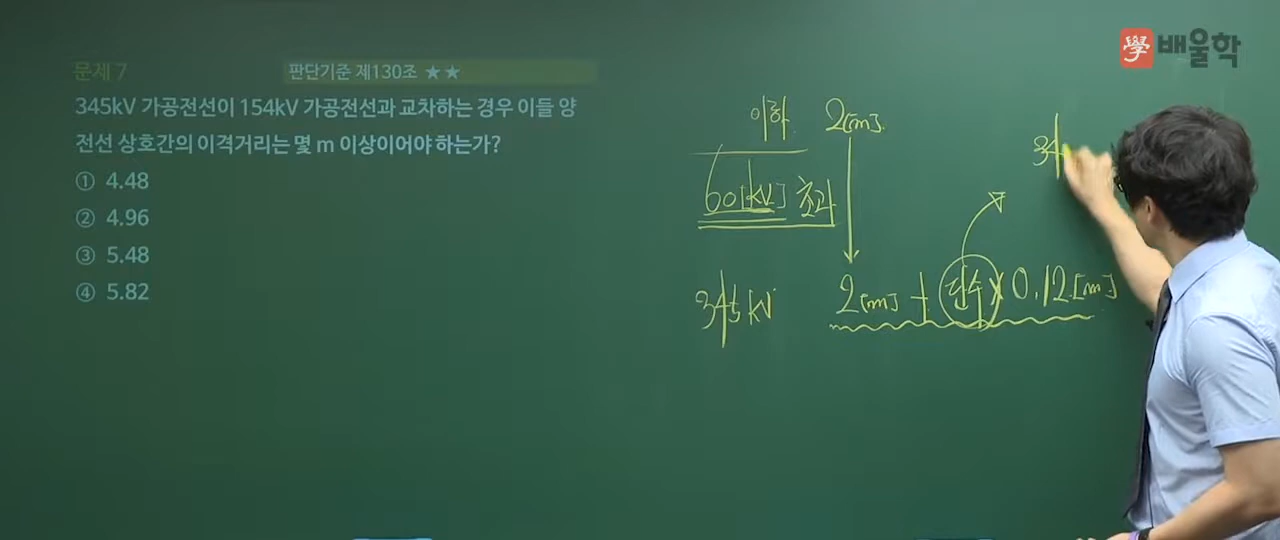 學 배울학
문제 7 판단기준 제130조 ★★
345kV 가공전선이 154kV 가공전선과 교차하는 경우 이들 양
전선 상호간의 이격거리는 몇 m 이상이어야 하는가?
① 4.48
② 4.96
③ 5.48
④ 5.82
이하 2[m].
60[kV] 초과
345kV 2[m] + 단수 × 0.12[m]
34